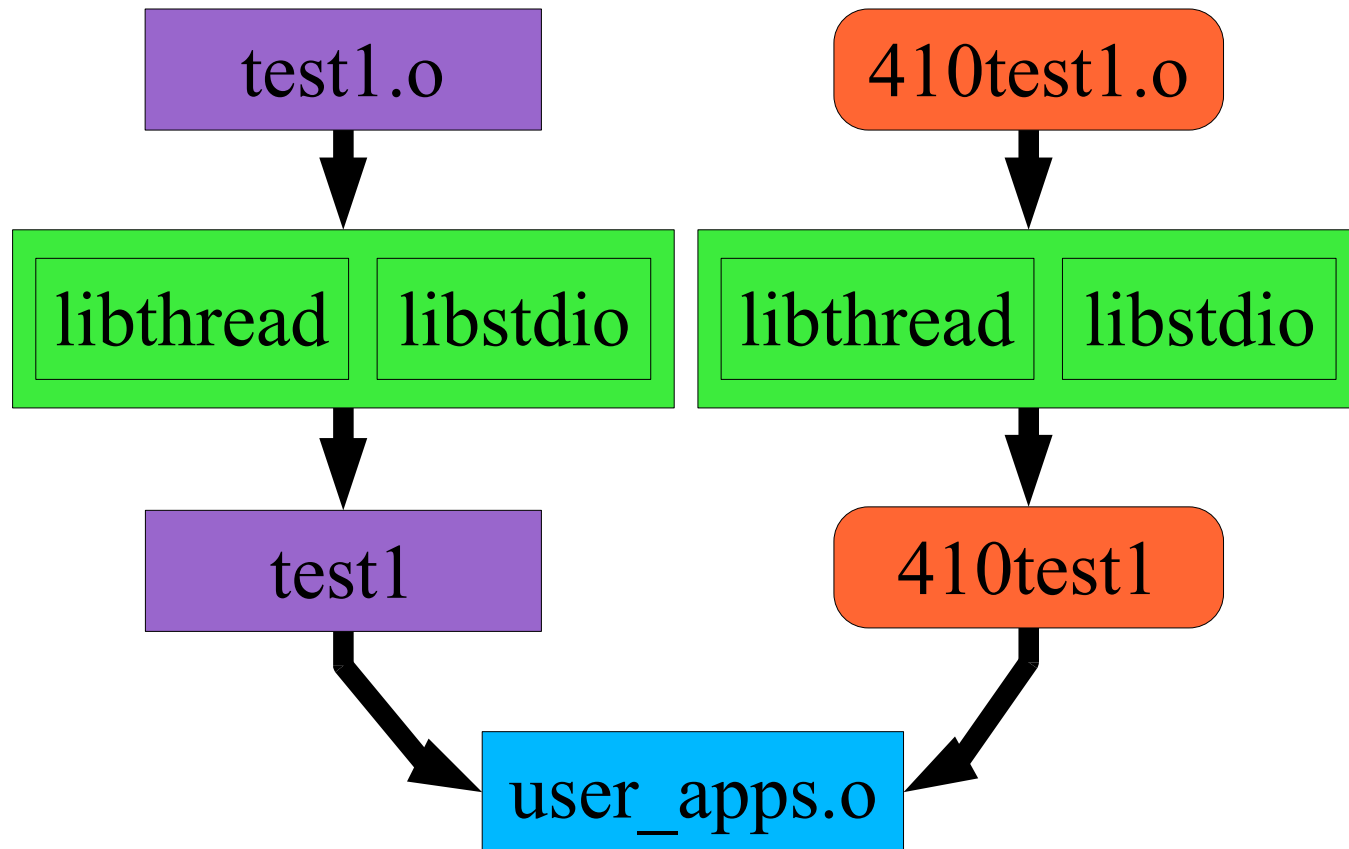 test1.o
410test1.o
libthread
libstdio
libthread
libstdio
test1
410test1
user_apps.o